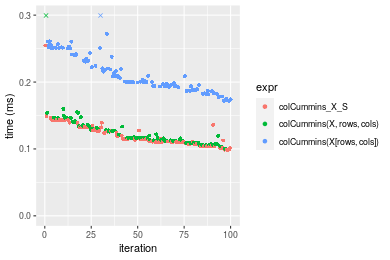 0.3
0.2
0.1
0.0
time (ms)
0
25
50
75
100
iteration
expr
colCummins_X_S
colCummins(X, rows, cols)
colCummins(X[rows, cols])